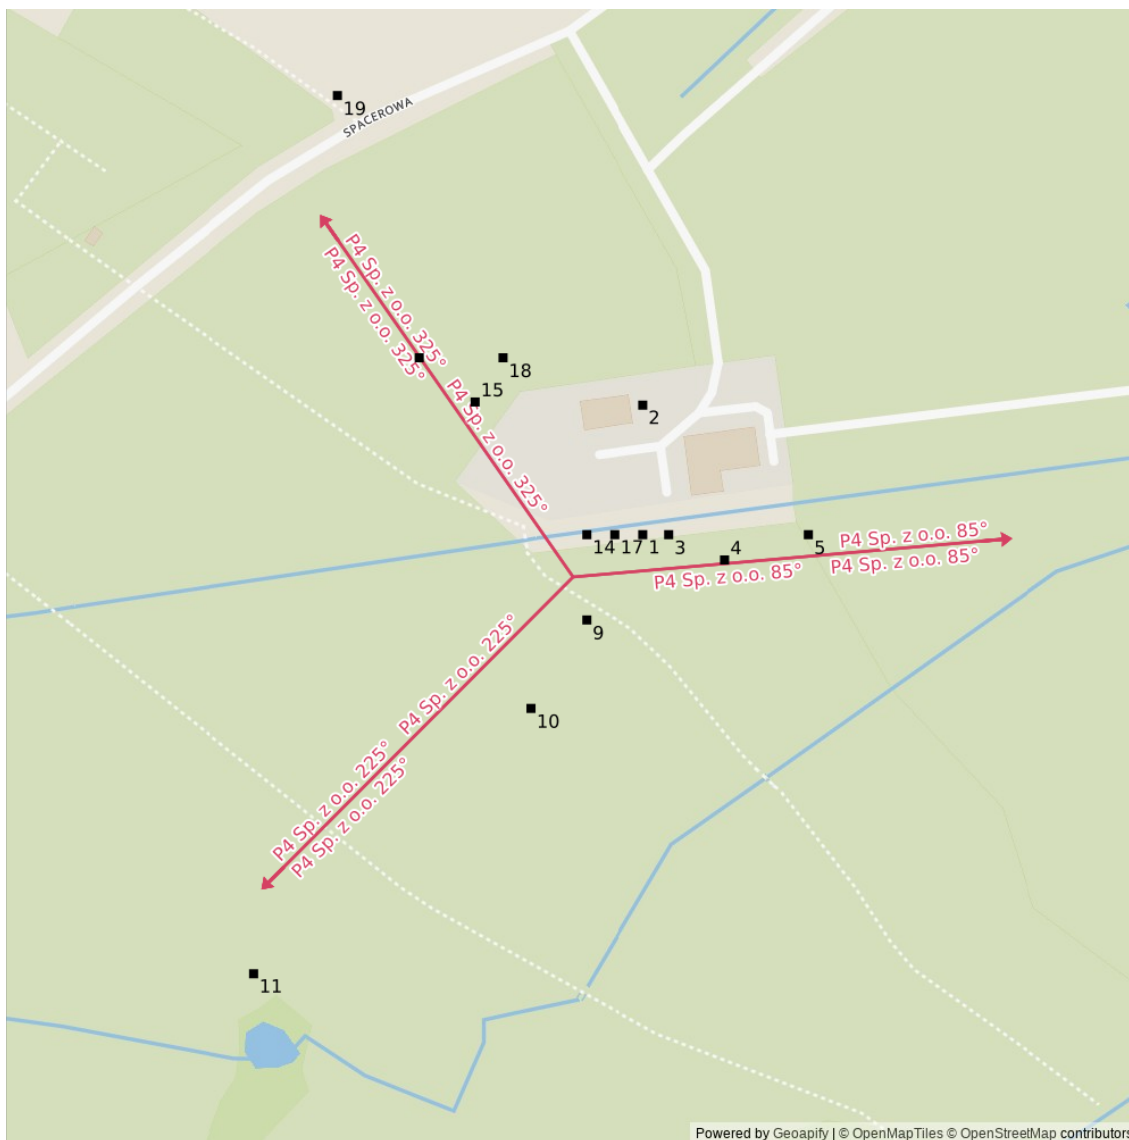 19
SPACEROWA
P4 Sp. z o.o. 325°
P4 Sp. z o.o. 325°
18
15
P4 Sp. z o.o. 325°
2
14
17
1
3
4
5
P4 Sp. z o.o. 85°
P4 Sp. z o.o. 85°
P4 Sp. z o.o. 85°
9
P4 Sp. z o.o. 225°
10
P4 Sp. z o.o. 225°
P4 Sp. z o.o. 225°
11
Powered by Geoapify | © OpenMapTiles © OpenStreetMap contributors